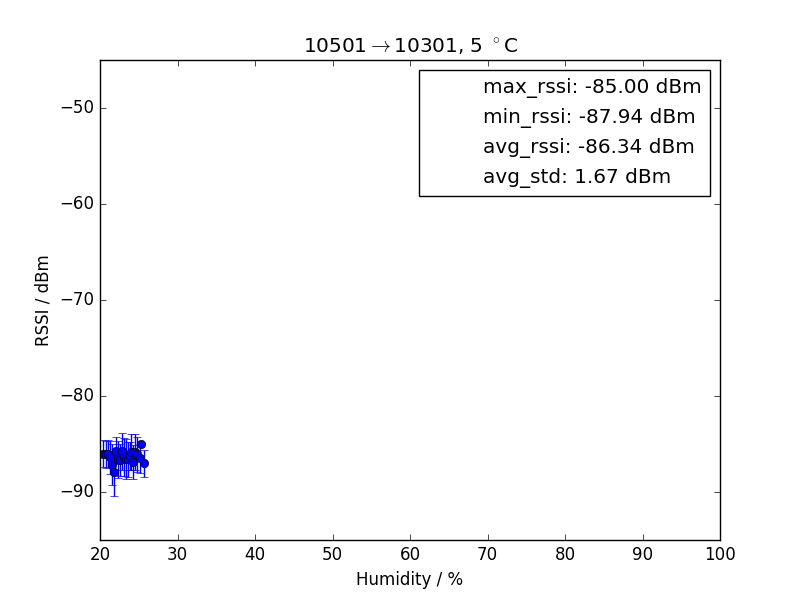 10501→10301, 5 °C
max_rssi: -85.00 dBm
min_rssi: -87.94 dBm
avg_rssi: -86.34 dBm
avg_std: 1.67 dBm
−50
−60
−70
−80
−90
RSSI / dBm
20 30 40 50 60 70 80 90 100
Humidity / %